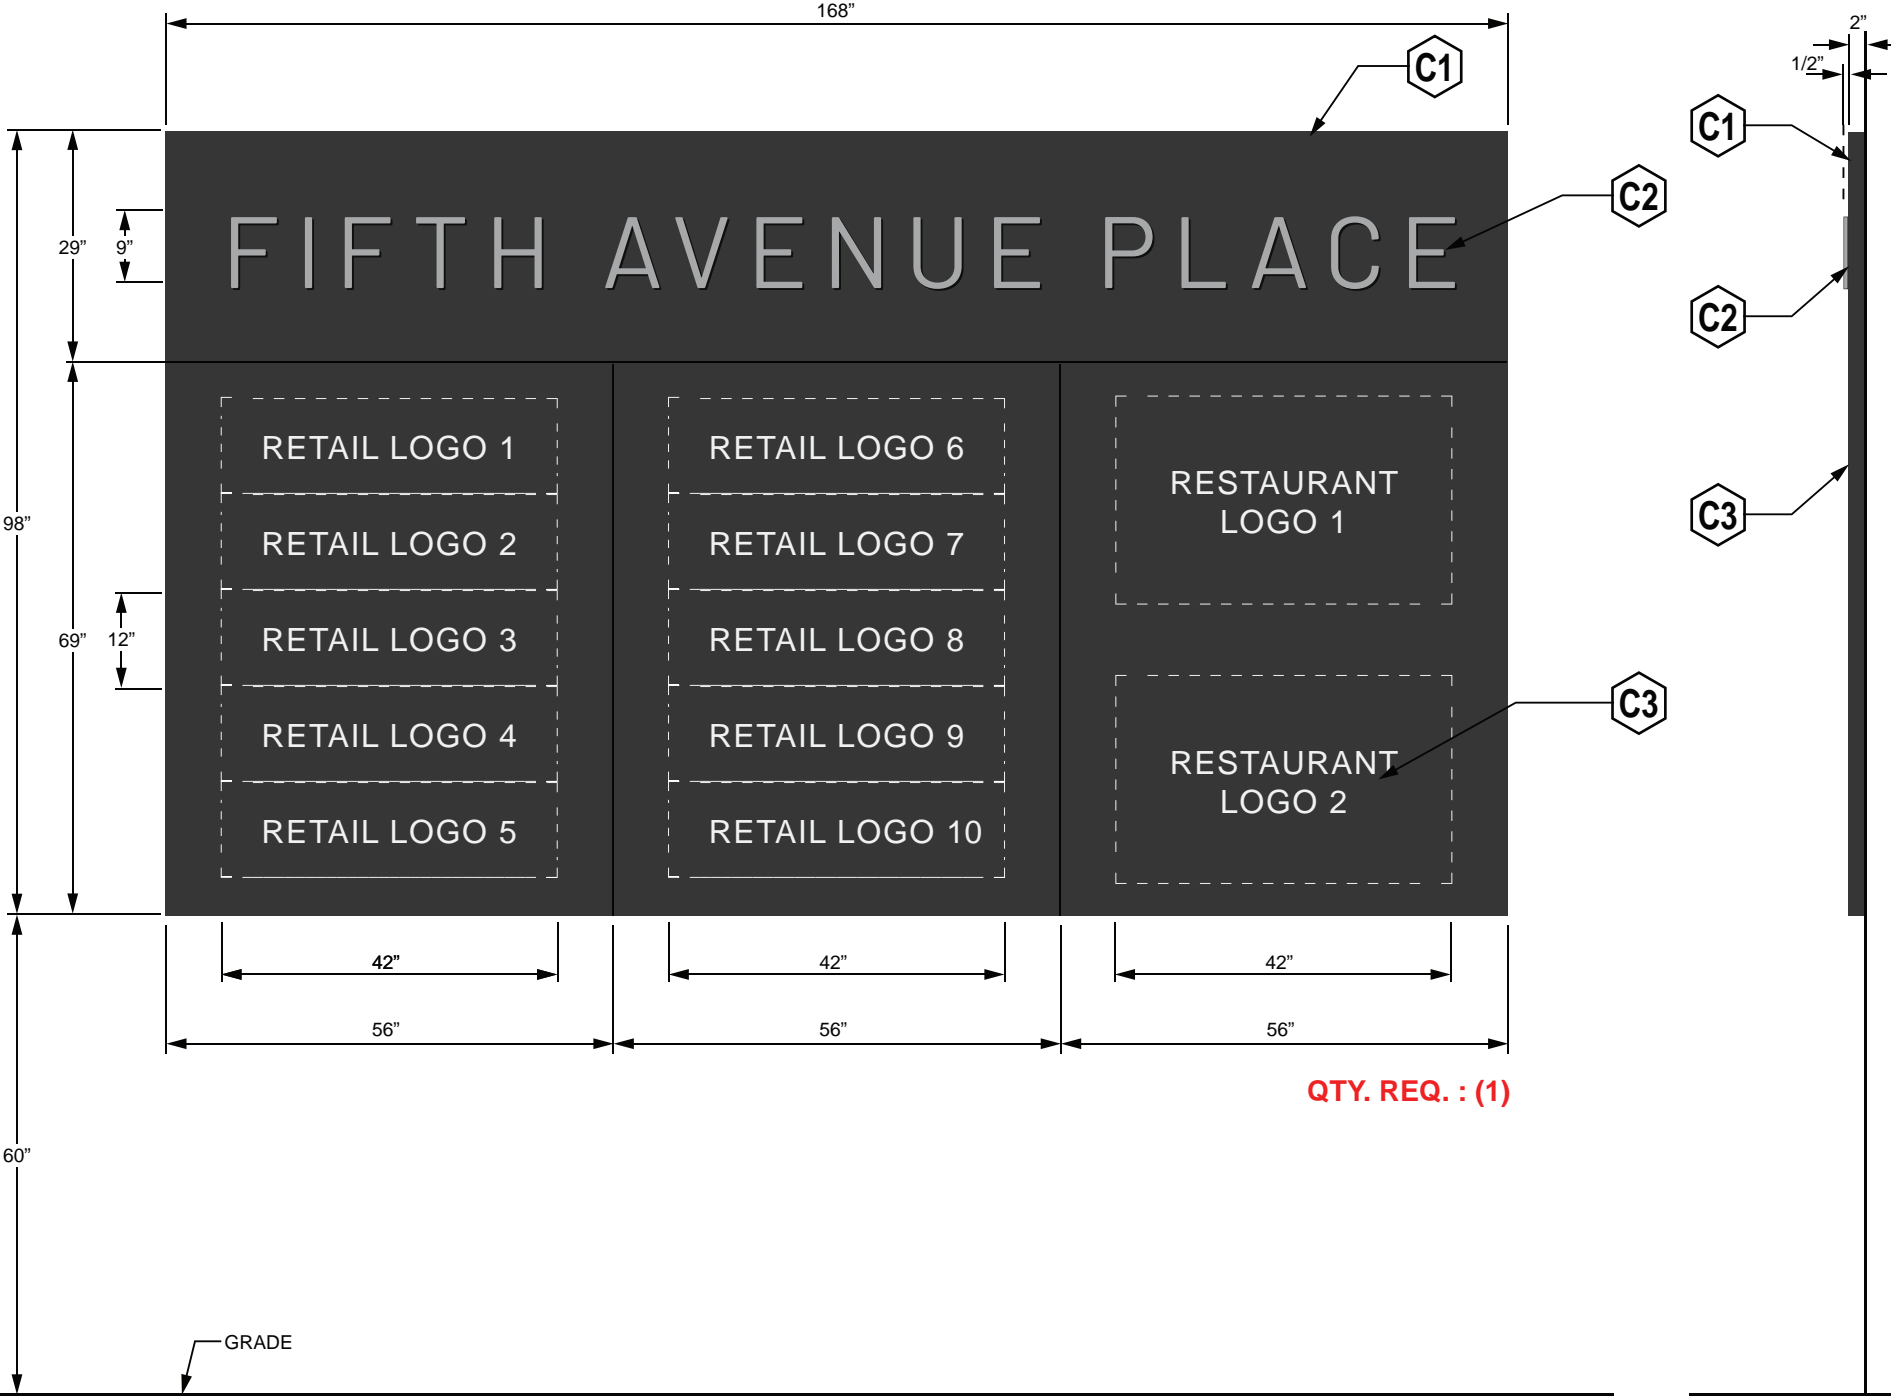 168”
2”
1/2”
C1
C1
C2
29”
9”
FIFTH AVENUE PLACE
C2
98”
69”
12”
RETAIL LOGO 1
RETAIL LOGO 2
RETAIL LOGO 3
RETAIL LOGO 4
RETAIL LOGO 5
RETAIL LOGO 6
RETAIL LOGO 7
RETAIL LOGO 8
RETAIL LOGO 9
RETAIL LOGO 10
RESTAURANT
LOGO 1
RESTAURANT
LOGO 2
C3
C3
42”
42”
42”
56”
56”
56”
QTY. REQ. : (1)
60”
GRADE